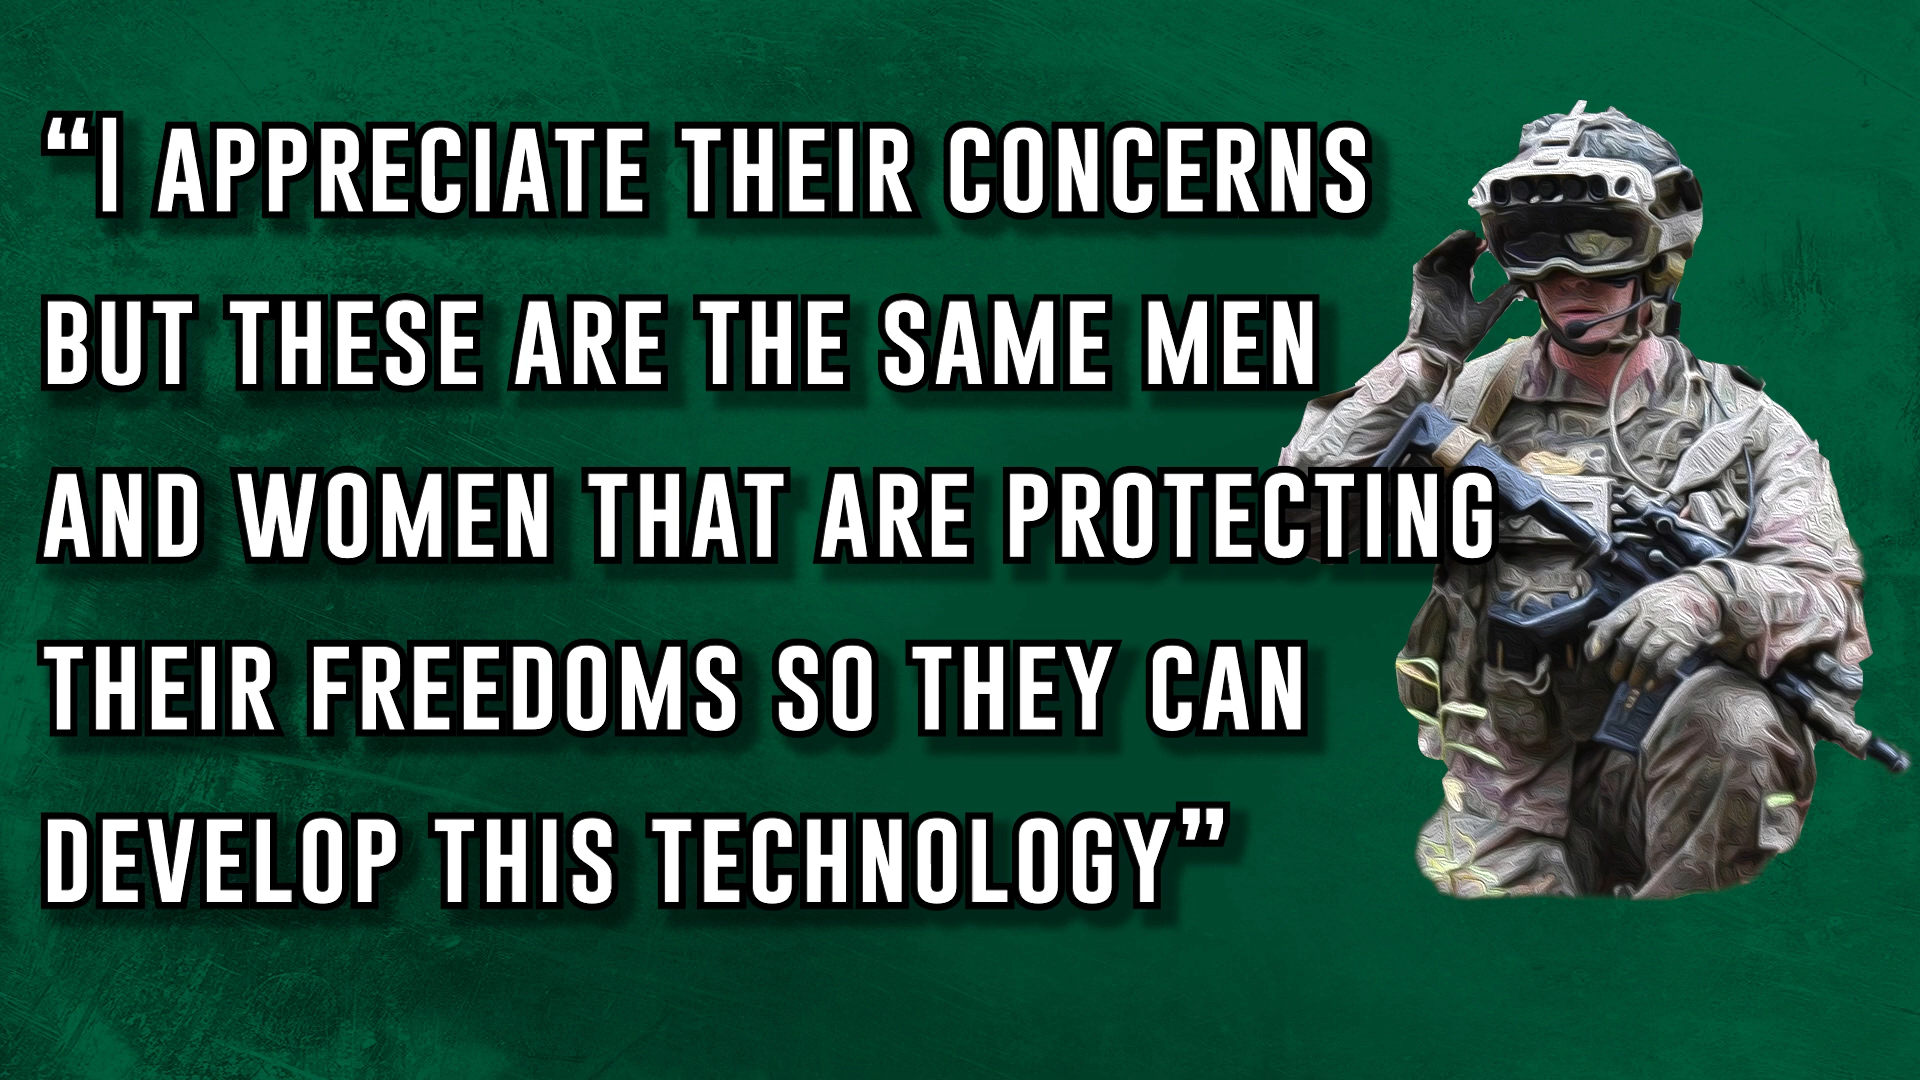 “I APPRECIATE THEIR CONCERNS
BUT THESE ARE THE SAME MEN
AND WOMEN THAT ARE PROTECTING
THEIR FREEDOMS SO THEY CAN
DEVELOP THIS TECHNOLOGY”